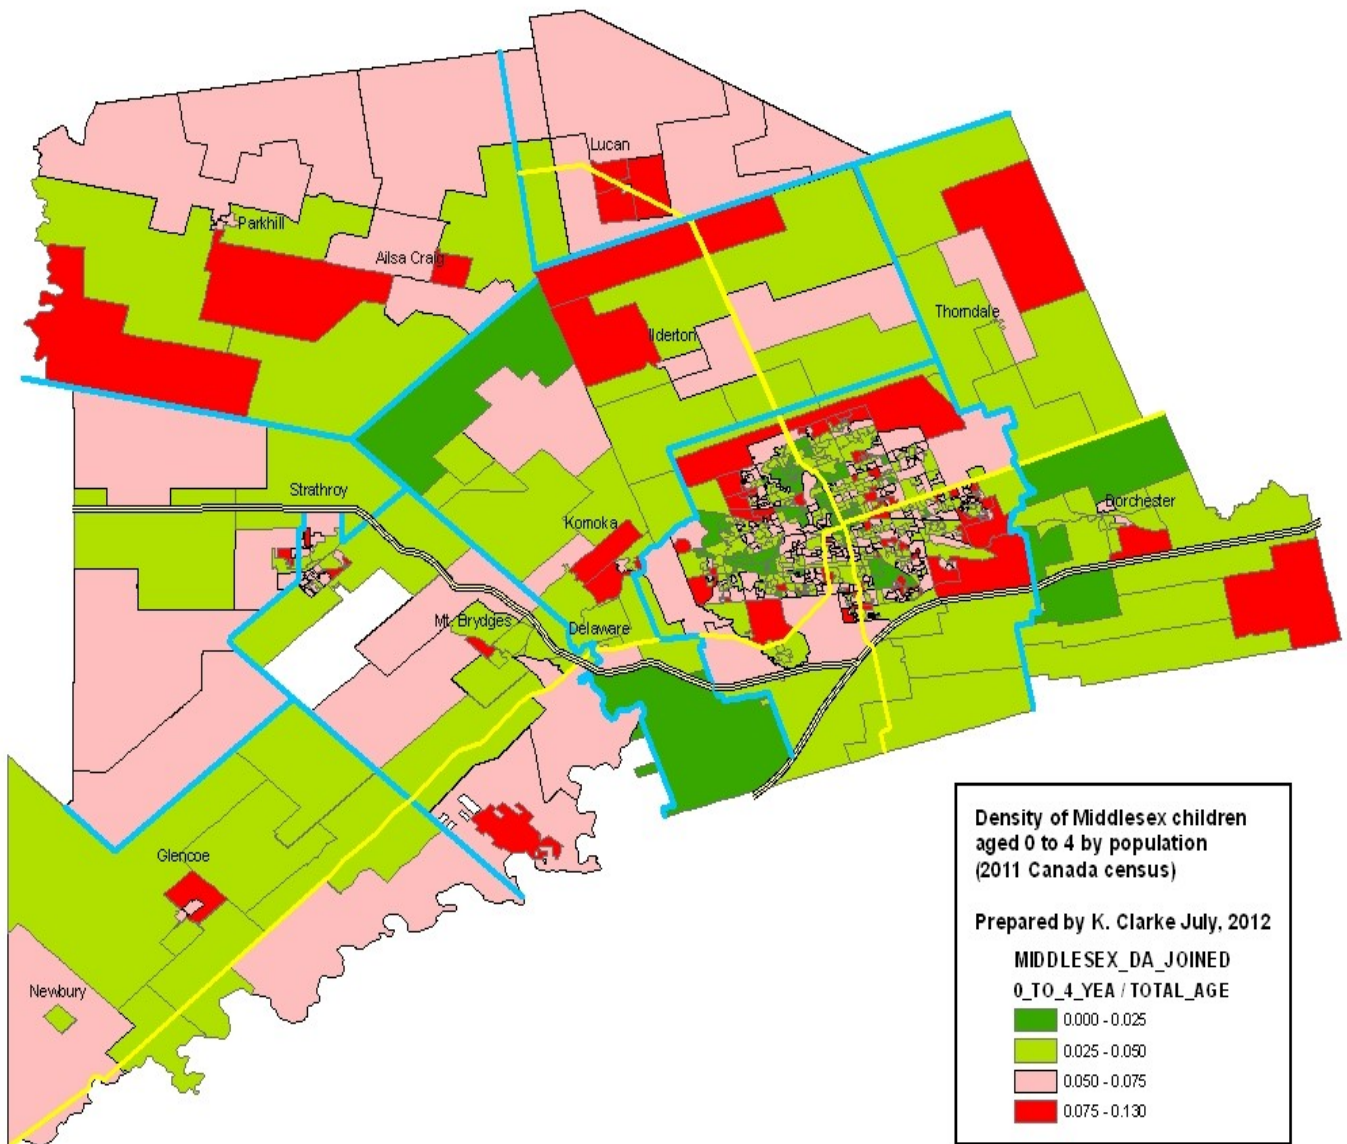 Lucan
Parkhill
Ailsa Craig
Thorndale
Ilderton
Strathroy
Dorchester
Komoka
Mt. Brydges
Delaware
Glencoe
Newbury
Density of Middlesex children
aged 0 to 4 by population
(2011 Canada census)
Prepared by K. Clarke July, 2012
MIDDLESEX_DA_JOINED
0_TO_4_YEA / TOTAL_AGE
0.000 - 0.025
0.025 - 0.050
0.050 - 0.075
0.075 - 0.130